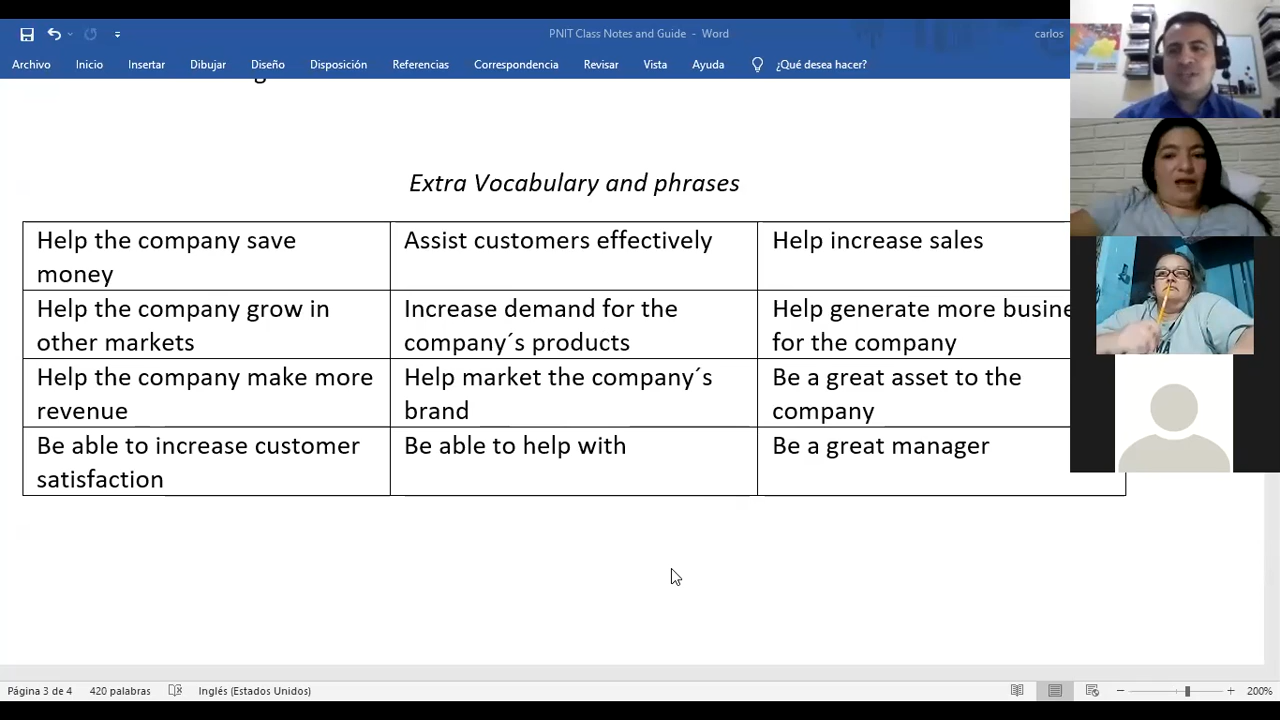 PNIT Class Notes and Guide - Word
carlos
Archivo Inicio Insertar Dibujar Diseño Disposición Referencias Correspondencia Revisar Vista Ayuda ¿Qué desea hacer?
Extra Vocabulary and phrases
Help the company save
money
Assist customers effectively
Help increase sales
Help the company grow in
other markets
Increase demand for the
company´s products
Help generate more busine
for the company
Help the company make more
revenue
Help market the company´s
brand
Be a great asset to the
company
Be able to increase customer
satisfaction
Be able to help with
Be a great manager
Página 3 de 4 420 palabras Inglés (Estados Unidos) 200%